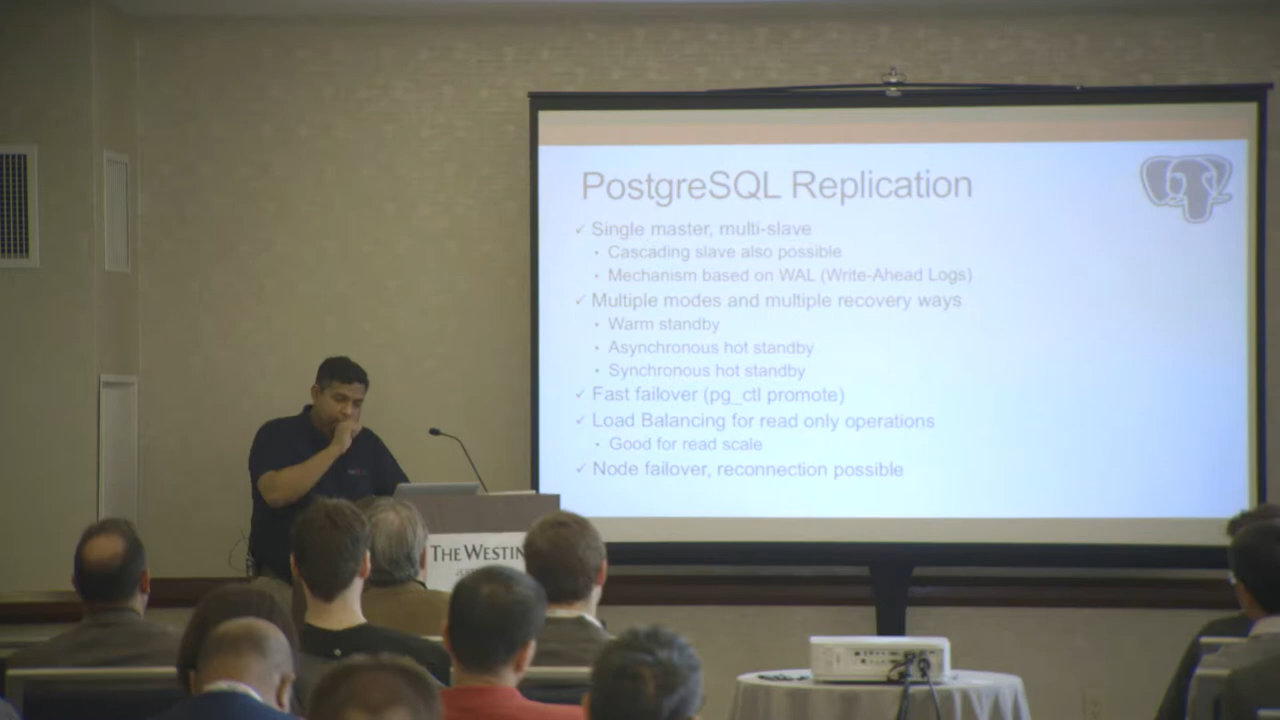 PostgreSQL Replication
✓ Single master, multi-slave
• Cascading slave also possible
• Mechanism based on WAL (Write-Ahead Logs)
✓ Multiple modes and multiple recovery ways
• Warm standby
• Asynchronous hot standby
• Synchronous hot standby
✓ Fast failover (pg_ctl promote)
✓ Load Balancing for read only operations
• Good for read scale
✓ Node failover, reconnection possible
THE WESTIN